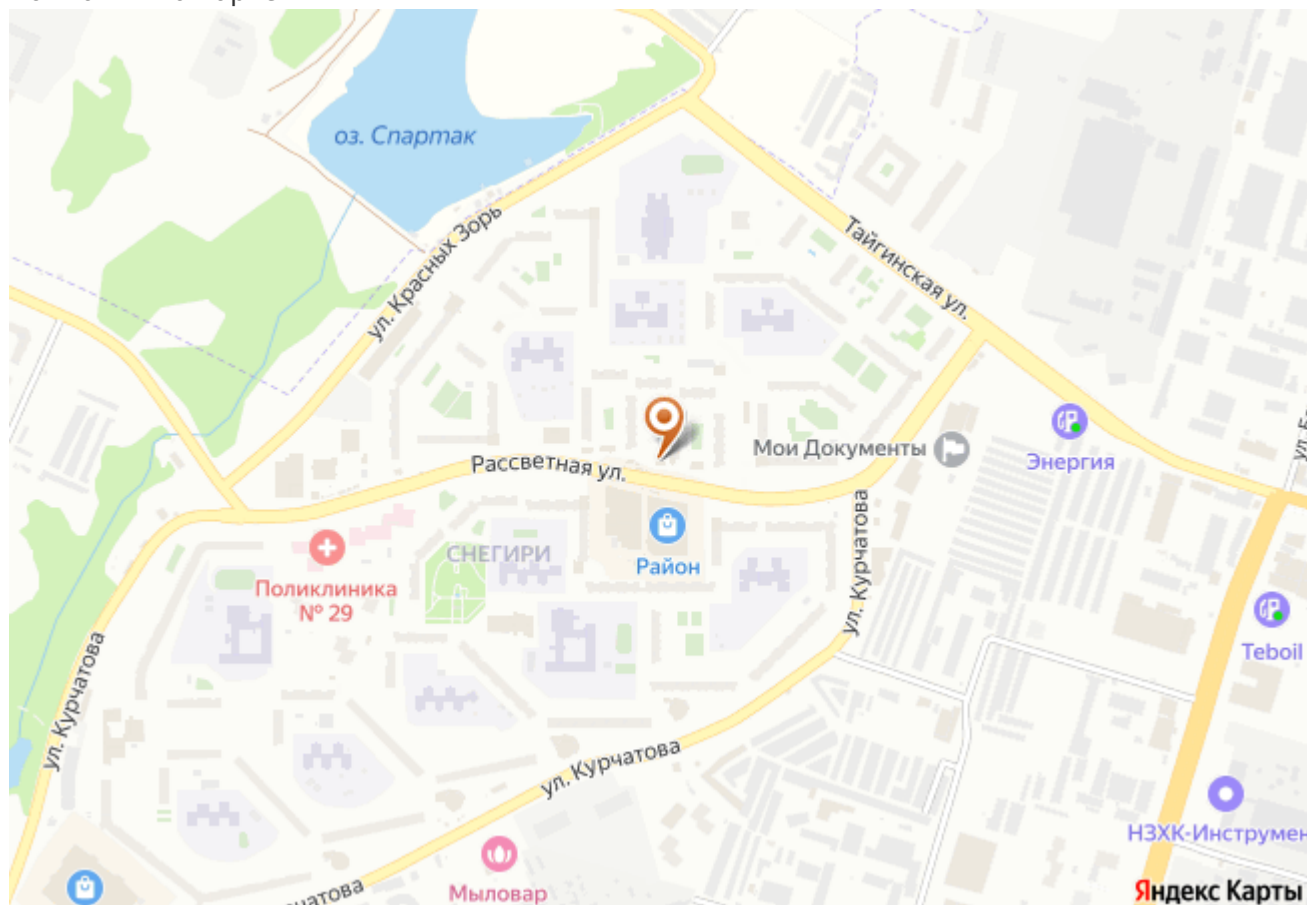 оз. Спартак
ул. Красных Зорь
Тайгинская ул.
Рассветная ул.
Мои Документы
Энергия
СНЕГИРИ
Район
Поликлиника
№ 29
ул. Курчатова
ул. Курчатова
Teboil
ул. Курчатова
НЗХК-Инструмен
Мыловар
Яндекс Карты